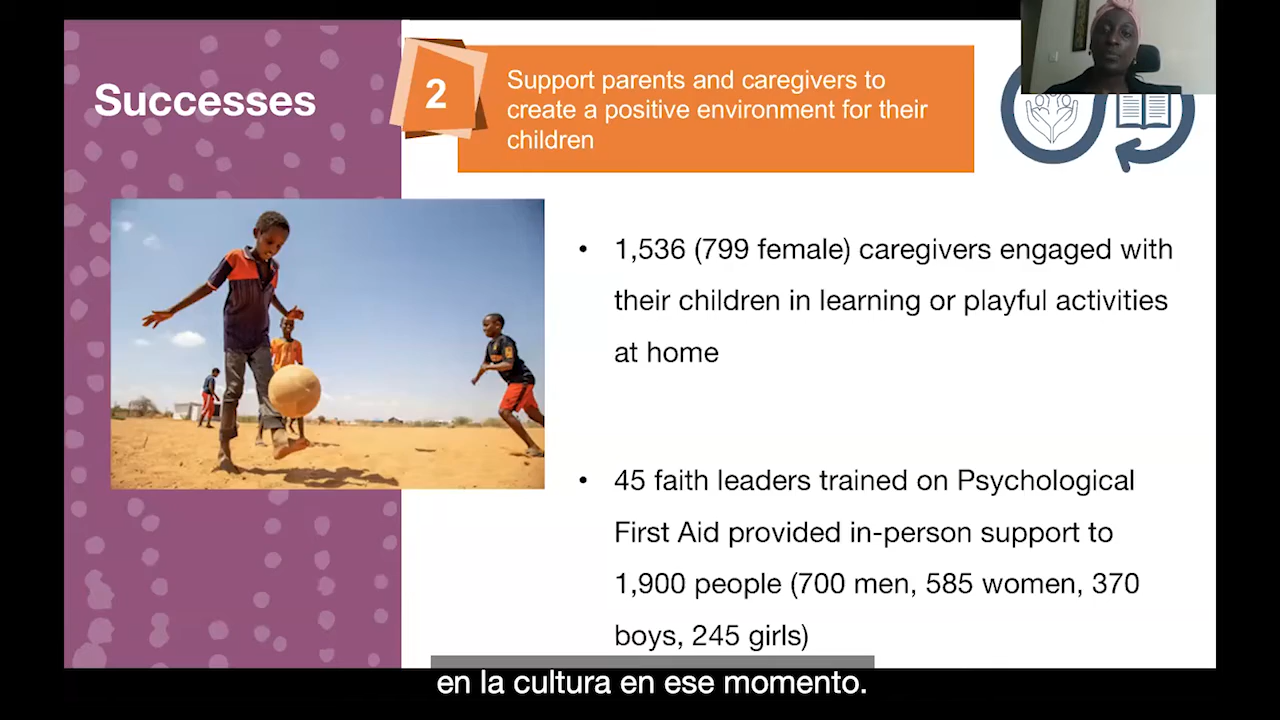 Successes
2
Support parents and caregivers to
create a positive environment for their
children
• 1,536 (799 female) caregivers engaged with
their children in learning or playful activities
at home
• 45 faith leaders trained on Psychological
First Aid provided in-person support to
1,900 people (700 men, 585 women, 370
boys, 245 girls)
en la cultura en ese momento.